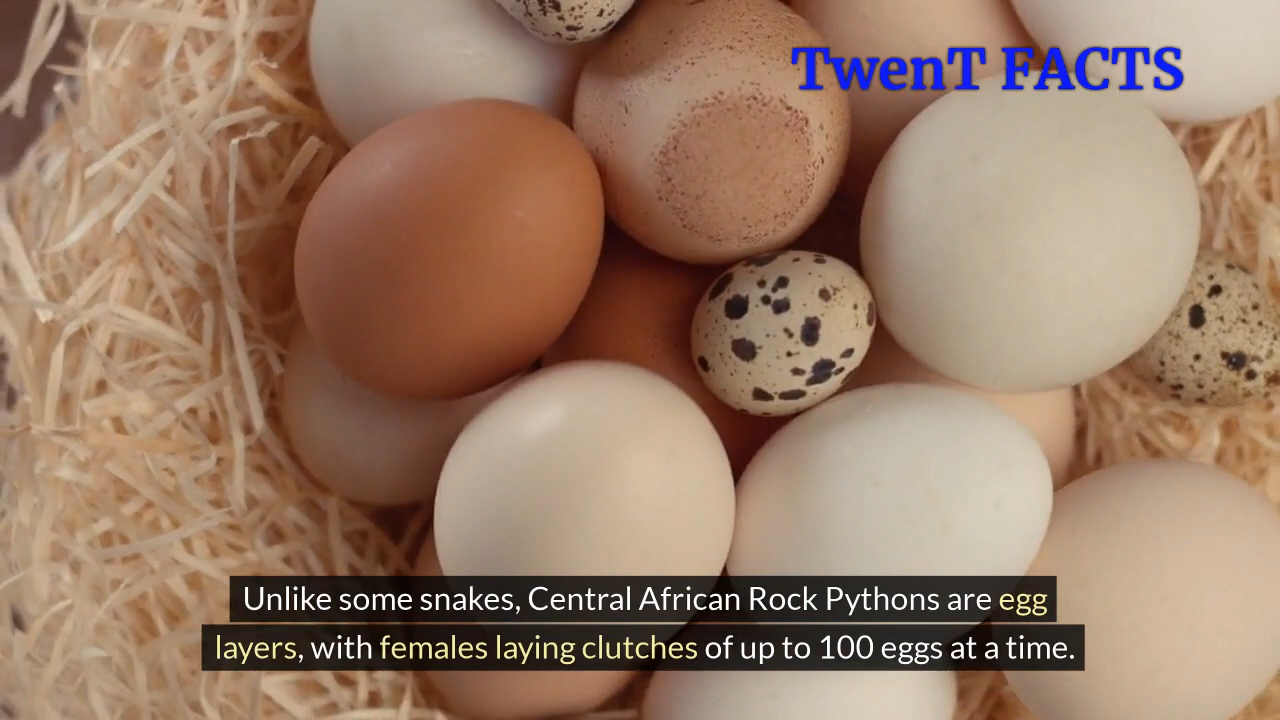 TwenT FACTS
Unlike some snakes, Central African Rock Pythons are egg
layers, with females laying clutches of up to 100 eggs at a time.